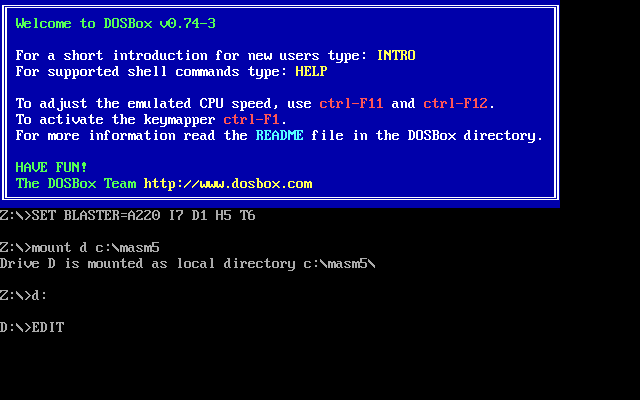 Welcome to DOSBox v0.74-3
For a short introduction for new users type: INTRO
For supported shell commands type: HELP
To adjust the emulated CPU speed, use ctrl-F11 and ctrl-F12.
To activate the keymapper ctrl-F1.
For more information read the README file in the DOSBox directory.
HAVE FUN!
The DOSBox Team http://www.dosbox.com
Z:\>SET BLASTER=A220 I7 D1 H5 T6
Z:\>mount d c:\masm5
Drive D is mounted as local directory c:\masm5\
Z:\>d:
D:\>EDIT